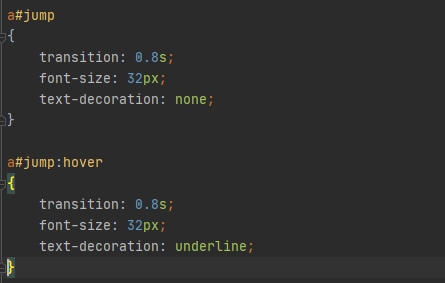 a#jump
{
transition: 0.8s;
font-size: 32px;
text-decoration: none;
}
a#jump:hover
{
transition: 0.8s;
font-size: 32px;
text-decoration: underline;
}